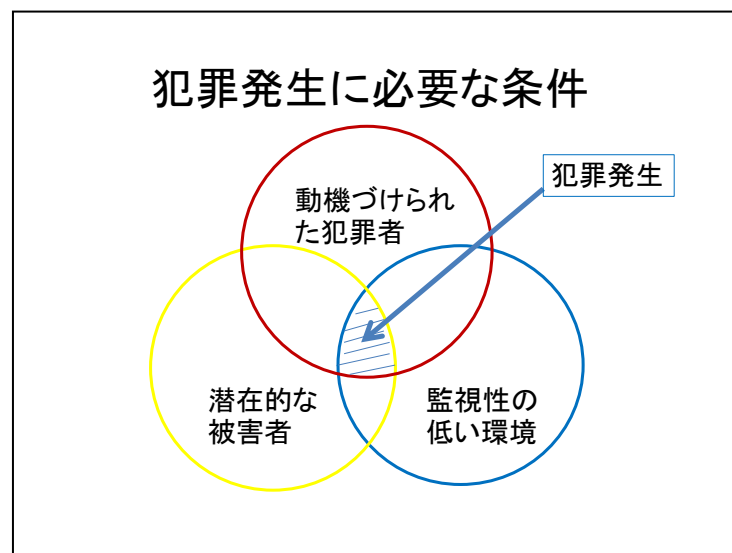 犯罪発生に必要な条件
犯罪発生
動機づけられ
た犯罪者
潜在的な
被害者
監視性の
低い環境